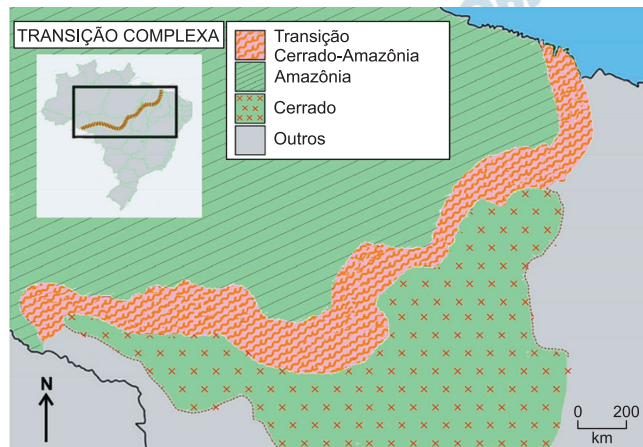 TRANSIÇÃO COMPLEXA
Transição
Cerrado-Amazônia
Amazônia
Cerrado
Outros
N
0 200
km